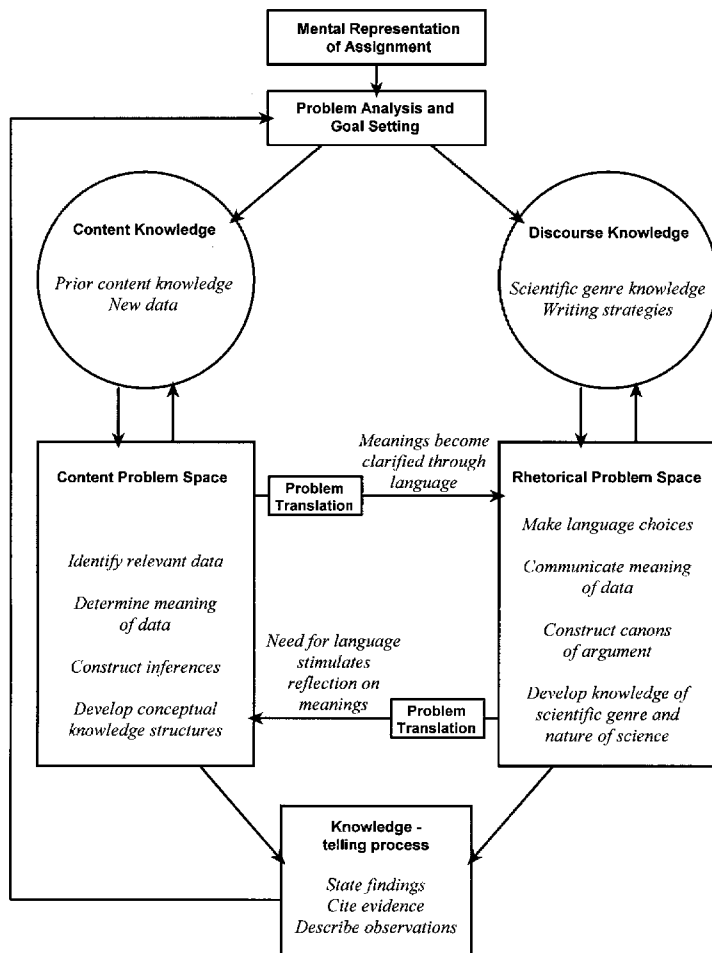 Mental Representation
of Assignment
Problem Analysis and
Goal Setting
Content Knowledge
Prior content knowledge
New data
Discourse Knowledge
Scientific genre knowledge
Writing strategies
Content Problem Space
Identify relevant data
Determine meaning
of data
Construct inferences
Develop conceptual
knowledge structures
Problem
Translation
Meanings become
clarified through
language
Need for language
stimulates
reflection on
meanings
Problem
Translation
Rhetorical Problem Space
Make language choices
Communicate meaning
of data
Construct canons
of argument
Develop knowledge of
scientific genre and
nature of science
Knowledge -
telling process
State findings
Cite evidence
Describe observations